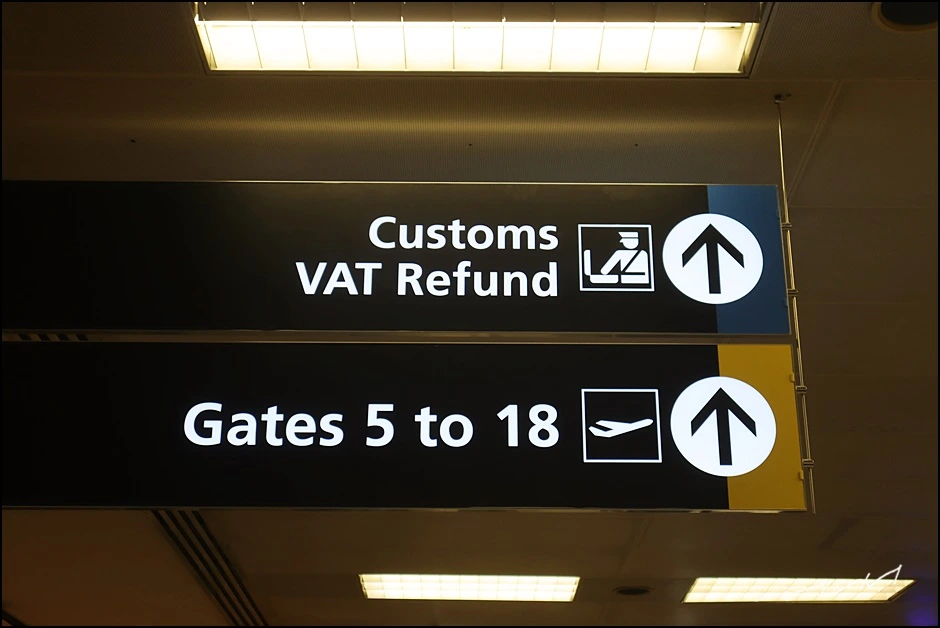 Customs
VAT Refund
Gates 5 to 18